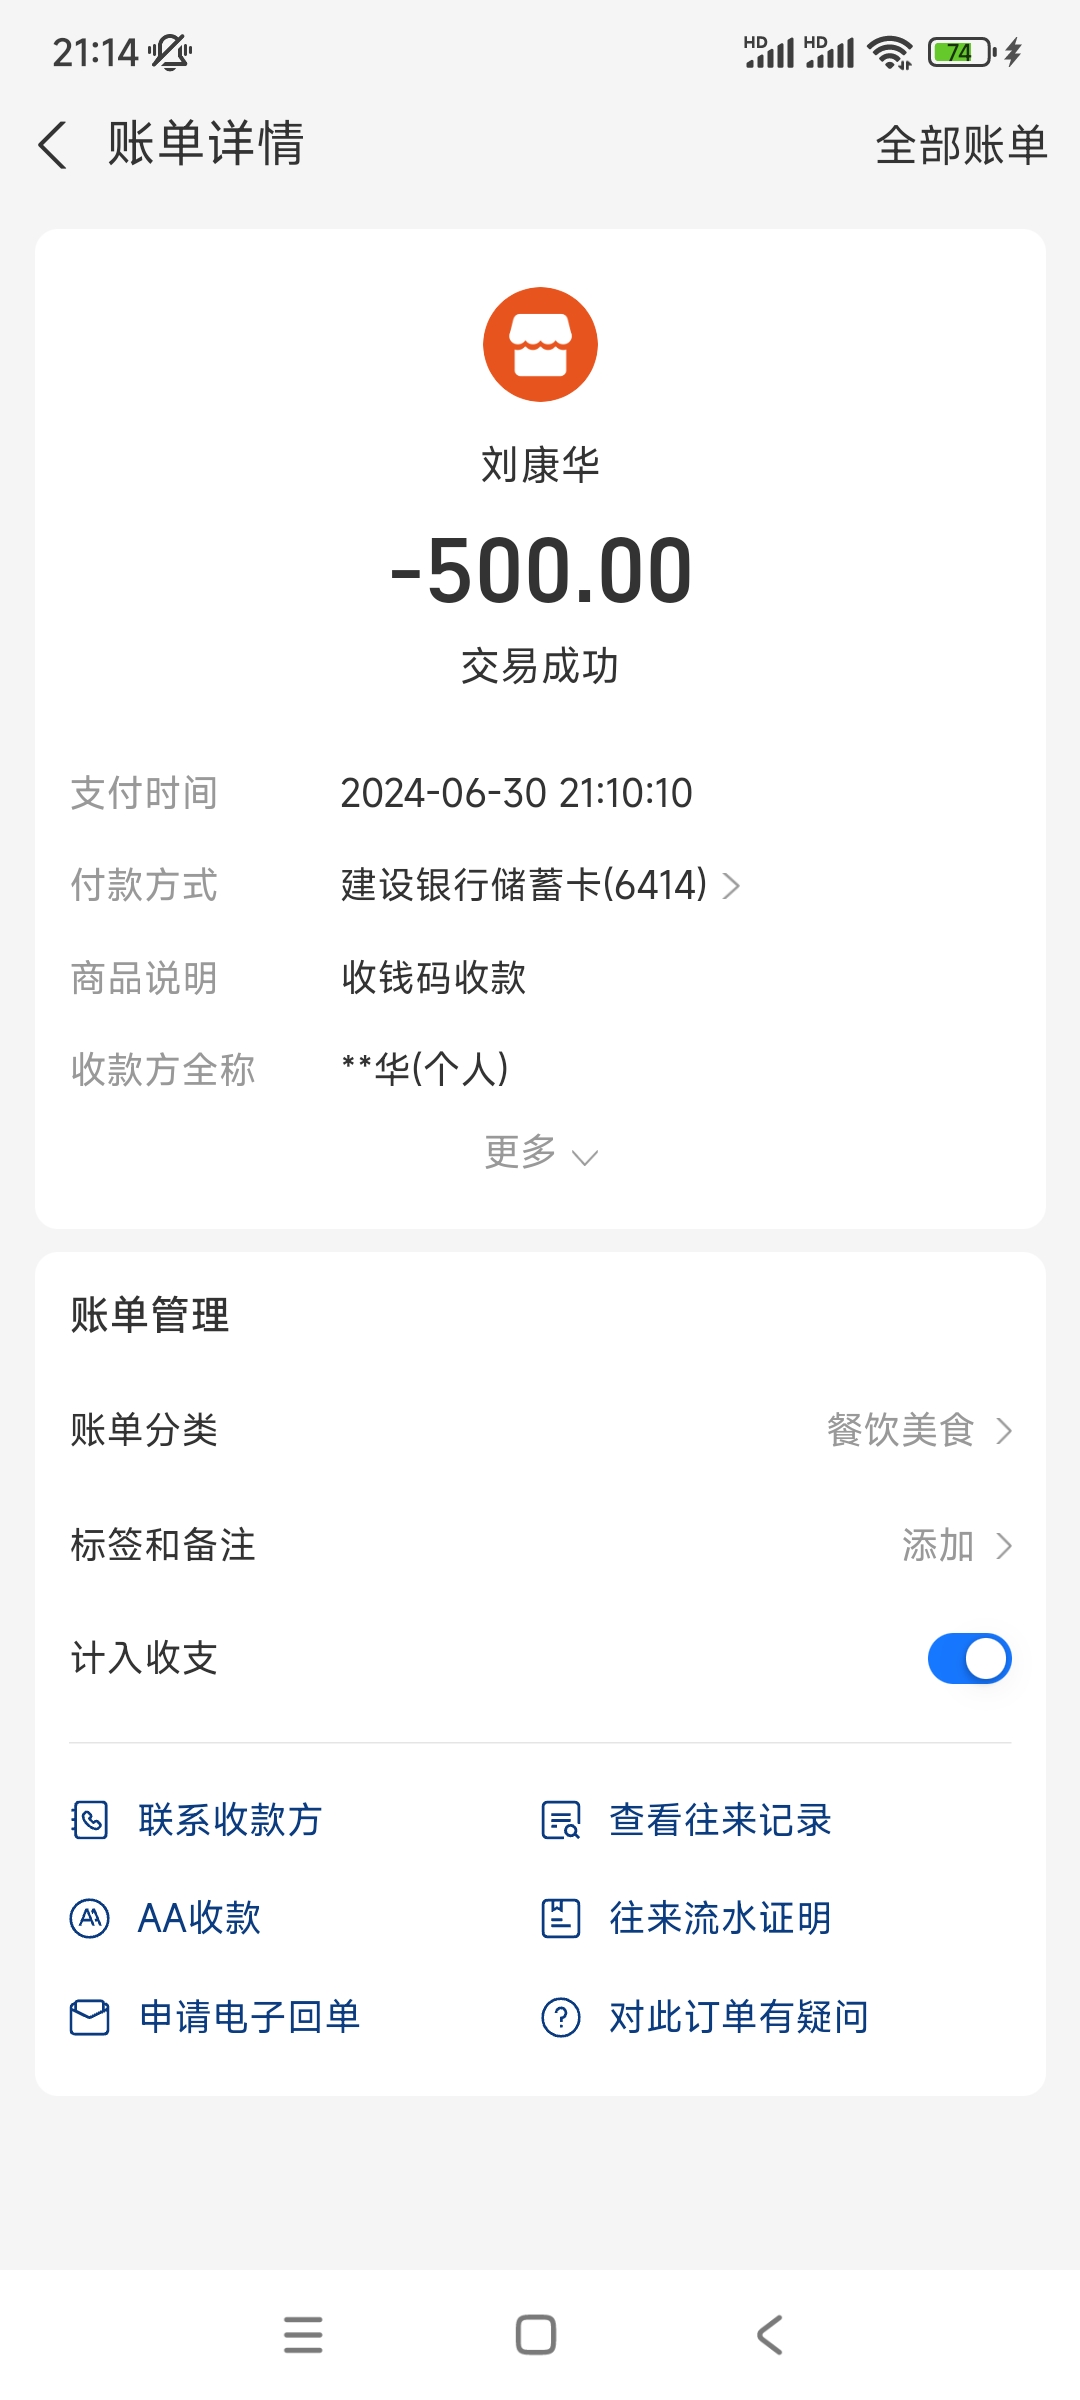 21:14 HD HD 74
账单详情 全部账单
刘康华
-500.00
交易成功
支付时间 2024-06-30 21:10:10
付款方式 建设银行储蓄卡(6414)
商品说明 收钱码收款
收款方全称 **华(个人)
更多
账单管理
账单分类 餐饮美食
标签和备注 添加
计入收支
联系收款方 查看往来记录
AA收款 往来流水证明
申请电子回单 对此订单有疑问